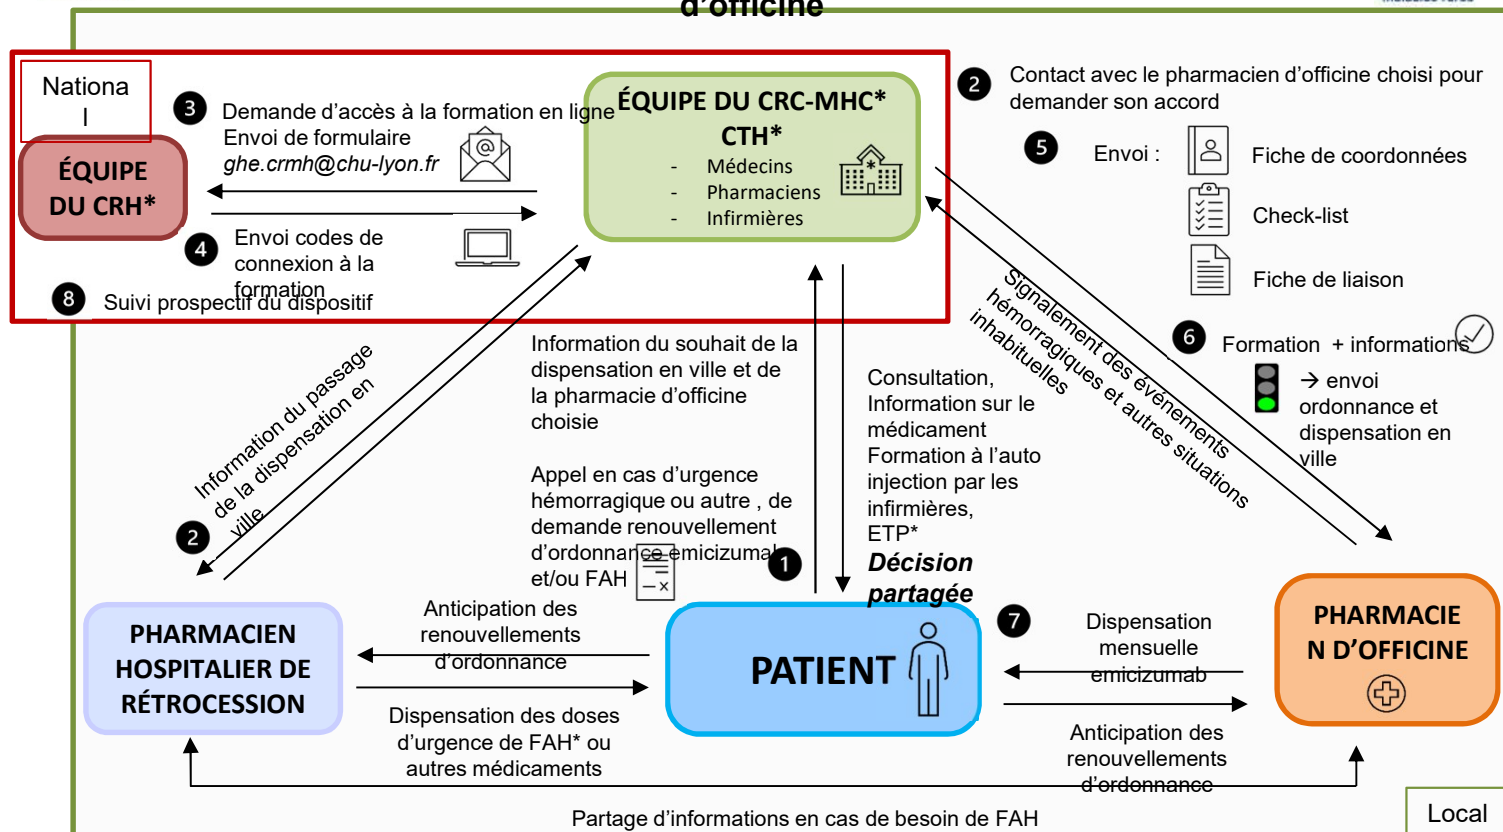 d’officine
Nationa
l
ÉQUIPE
DU CRH*
3
Demande d’accès à la formation en ligne
Envoi de formulaire
ghe.crmh@chu-lyon.fr
4
Envoi codes de
connexion à la
formation
8
Suivi prospectif du dispositif
ÉQUIPE DU CRC-MHC*
CTH*
- Médecins
- Pharmaciens
- Infirmières
2
Contact avec le pharmacien d’officine choisi pour
demander son accord
5
Envoi :
Fiche de coordonnées
Check-list
Fiche de liaison
6
Formation + informations
→ envoi
ordonnance et
dispensation en
ville
Signalement des événements
hémorragiques et autres situations
inhabituelles
Information du passage
de la dispensation en
ville
2
Information du souhait de la
dispensation en ville et de
la pharmacie d’officine
choisie
Appel en cas d’urgence
hémorragique ou autre , de
demande renouvellement
d’ordonnance emicizumab
et/ou FAH
1
Consultation,
Information sur le
médicament
Formation à l’auto
injection par les
infirmières,
ETP*
Décision
partagée
PHARMACIEN
HOSPITALIER DE
RÉTROCESSION
Anticipation des
renouvellements
d’ordonnance
Dispensation des doses
d’urgence de FAH* ou
autres médicaments
PATIENT
7
Dispensation
mensuelle
emicizumab
Anticipation des
renouvellements
d’ordonnance
PHARMACIE
N D’OFFICINE
Partage d’informations en cas de besoin de FAH
Local